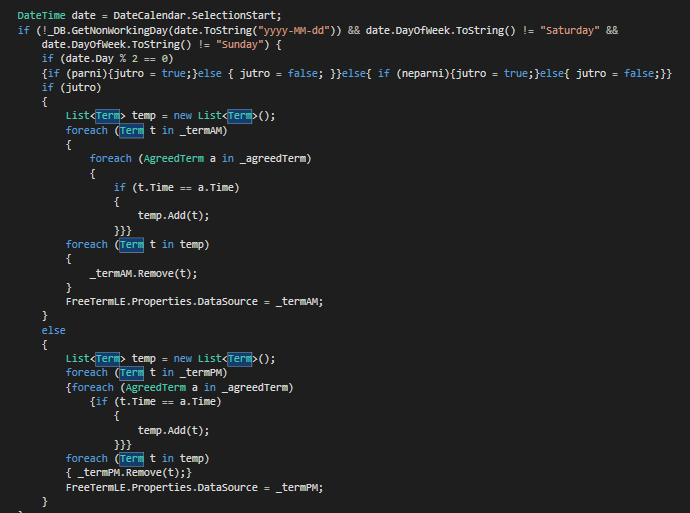 DateTime date = DateCalendar.SelectionStart;
if (!_DB.GetNonWorkingDay(date.ToString("yyyy-MM-dd")) && date.DayOfWeek.ToString() != "Saturday" &&
date.DayOfWeek.ToString() != "Sunday") {
if (date.Day % 2 == 0)
{if (parni){jutro = true;}else { jutro = false; }}else{ if (neparni){jutro = true;}else{ jutro = false;}}
if (jutro)
{
List<Term> temp = new List<Term>();
foreach (Term t in _termAM)
{
foreach (AgreedTerm a in _agreedTerm)
{
if (t.Time == a.Time)
{
temp.Add(t);
}}}
foreach (Term t in temp)
{
_termAM.Remove(t);
}
FreeTermLE.Properties.DataSource = _termAM;
}
else
{
List<Term> temp = new List<Term>();
foreach (Term t in _termPM)
{foreach (AgreedTerm a in _agreedTerm)
{if (t.Time == a.Time)
{
temp.Add(t);
}}}
foreach (Term t in temp)
{ _termPM.Remove(t);}
FreeTermLE.Properties.DataSource = _termPM;
}